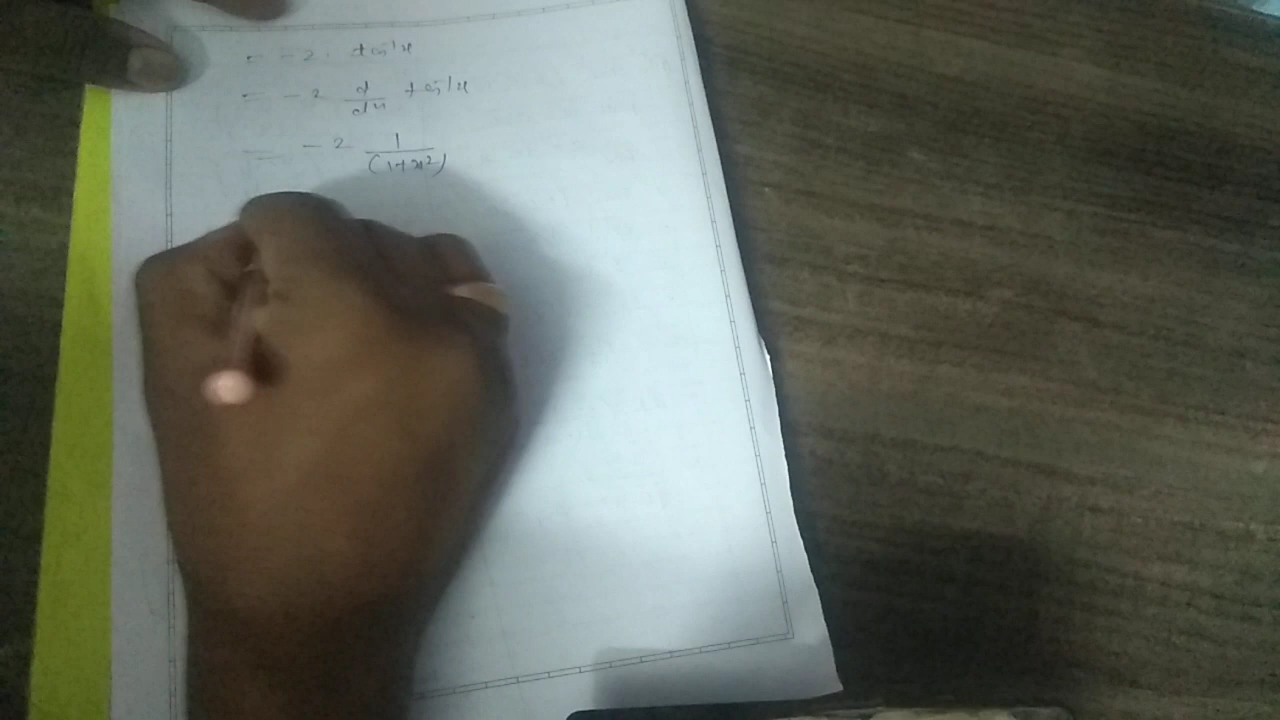 = -2. tan⁻¹x
= -2 d/dx tan⁻¹x
= -2 1/(1+x²)